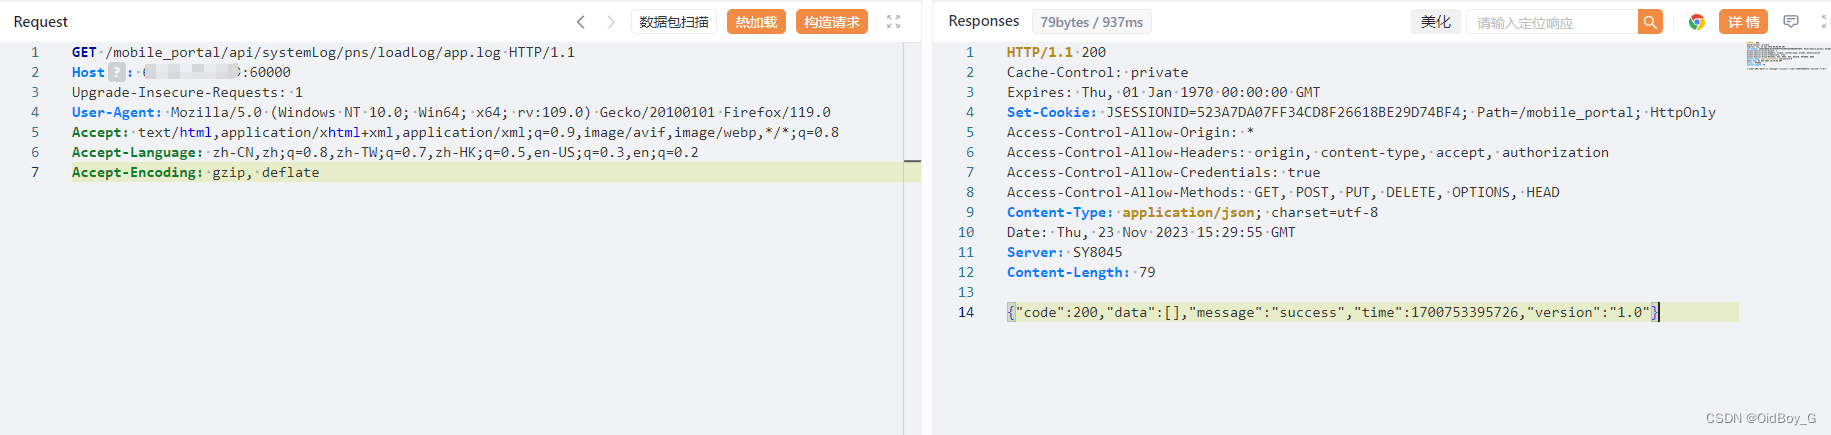 Request
数据包扫描
热加载
构造请求
1 GET /mobile_portal/api/systemLog/pns/loadLog/app.log HTTP/1.1
2 Host ? : :60000
3 Upgrade-Insecure-Requests: 1
4 User-Agent: Mozilla/5.0 (Windows NT 10.0; Win64; x64; rv:109.0) Gecko/20100101 Firefox/119.0
5 Accept: text/html,application/xhtml+xml,application/xml;q=0.9,image/avif,image/webp,*/*;q=0.8
6 Accept-Language: zh-CN,zh;q=0.8,zh-TW;q=0.7,zh-HK;q=0.5,en-US;q=0.3,en;q=0.2
7 Accept-Encoding: gzip, deflate
Responses
79bytes / 937ms
美化
请输入定位响应
详情
1 HTTP/1.1 200
2 Cache-Control: private
3 Expires: Thu, 01 Jan 1970 00:00:00 GMT
4 Set-Cookie: JSESSIONID=523A7DA07FF34CD8F26618BE29D74BF4; Path=/mobile_portal; HttpOnly
5 Access-Control-Allow-Origin: *
6 Access-Control-Allow-Headers: origin, content-type, accept, authorization
7 Access-Control-Allow-Credentials: true
8 Access-Control-Allow-Methods: GET, POST, PUT, DELETE, OPTIONS, HEAD
9 Content-Type: application/json; charset=utf-8
10 Date: Thu, 23 Nov 2023 15:29:55 GMT
11 Server: SY8045
12 Content-Length: 79
13
14 {"code":200,"data":[],"message":"success","time":1700753395726,"version":"1.0"}
CSDN @OidBoy_G